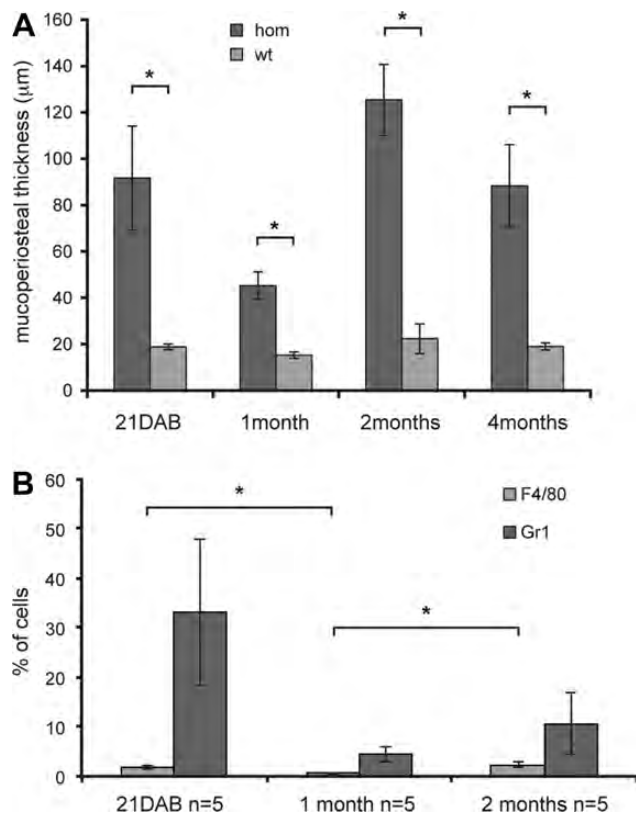 A
160
140
120
100
80
60
40
20
0
mucoperiosteal thickness (μm)
hom
wt
*
*
*
*
21DAB
1month
2months
4months
B
60
50
40
30
20
10
0
% of cells
F4/80
Gr1
*
*
21DAB n=5
1 month n=5
2 months n=5